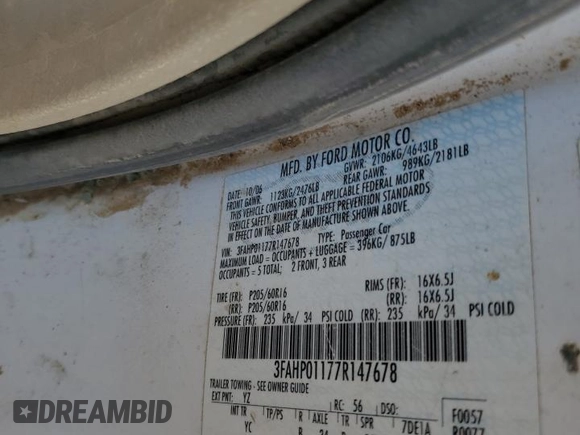 MFD. BY FORD MOTOR CO.
DATE: 10/06 GVWR: 2106KG/4643LB
FRONT GAWR: 1123KG/2476LB REAR GAWR: 989KG/2181LB
THIS VEHICLE CONFORMS TO ALL APPLICABLE FEDERAL MOTOR
VEHICLE SAFETY, BUMPER, AND THEFT PREVENTION STANDARDS
IN EFFECT ON THE DATE OF MANUFACTURE SHOWN ABOVE.
VIN: 3FAHP01177R147678 TYPE: Passenger Car
MAXIMUM LOAD = OCCUPANTS + LUGGAGE = 396KG/ 875LB
OCCUPANTS = 5 TOTAL: 2 FRONT, 3 REAR
TIRE (FR): P205/60R16 RIMS (FR): 16X6.5J
(RR): P205/60R16 (RR): 16X6.5J
PRESSURE (FR): 235 kPa/ 34 PSI COLD (RR): 235 kPa/ 34 PSI COLD
3FAHP01177R147678
TRAILER TOWING - SEE OWNER GUIDE
EXT PNT: YZ RC: 56 DSO: F0057
INT TR TP/PS R AXLE TR SPR 7DE1A R0077
YC
DREAMBID